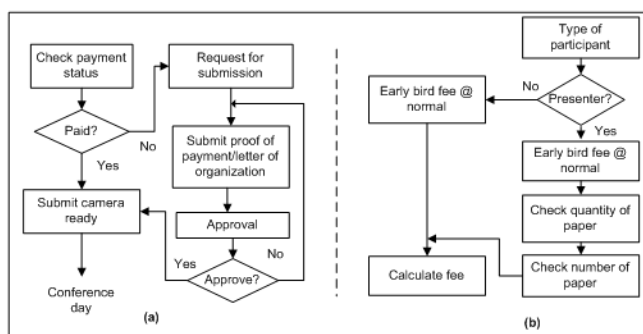 Check payment
status
Paid?
No
Yes
Submit camera
ready
Conference
day
Request for
submission
Submit proof of
payment/letter of
organization
Approval
Approve?
Yes
No
(a)
Type of
participant
Presenter?
No
Yes
Early bird fee @
normal
Early bird fee @
normal
Check quantity of
paper
Check number of
paper
Calculate fee
(b)